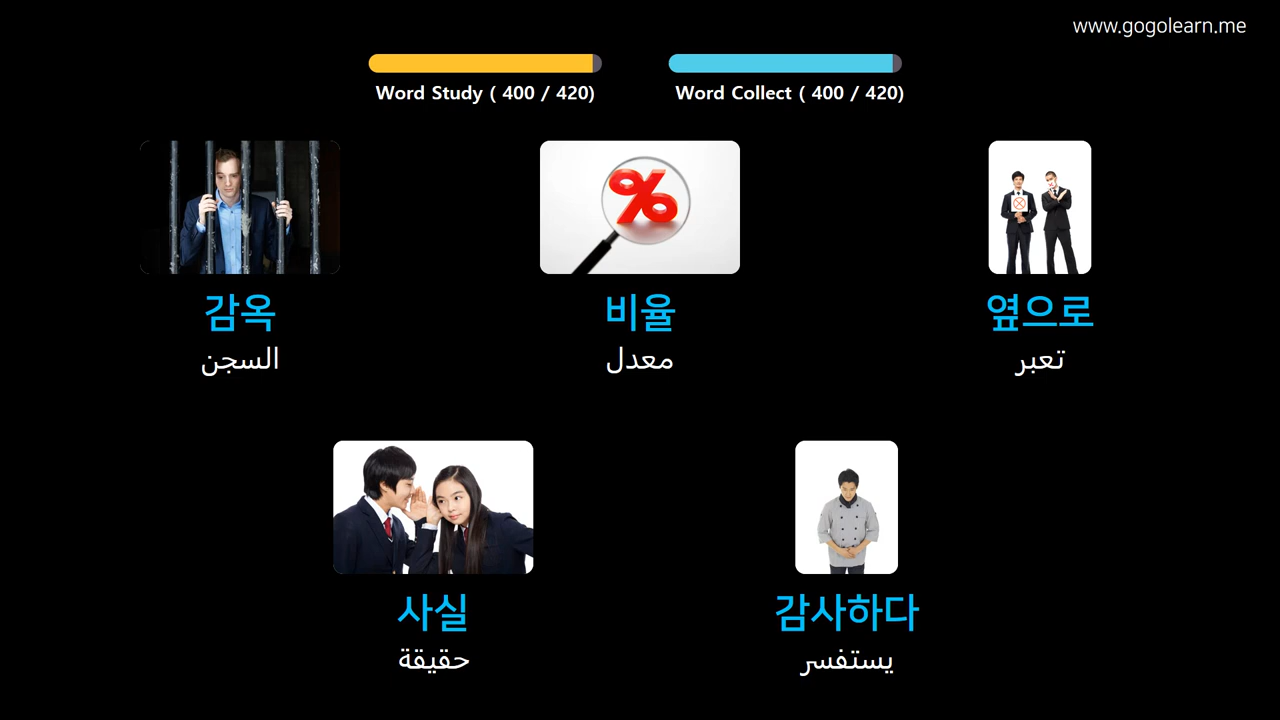 www.gogolearn.me
Word Study ( 400 / 420)
Word Collect ( 400 / 420)
감옥
السجن
비율
معدل
옆으로
تعبر
사실
حقيقة
감사하다
يستفسر